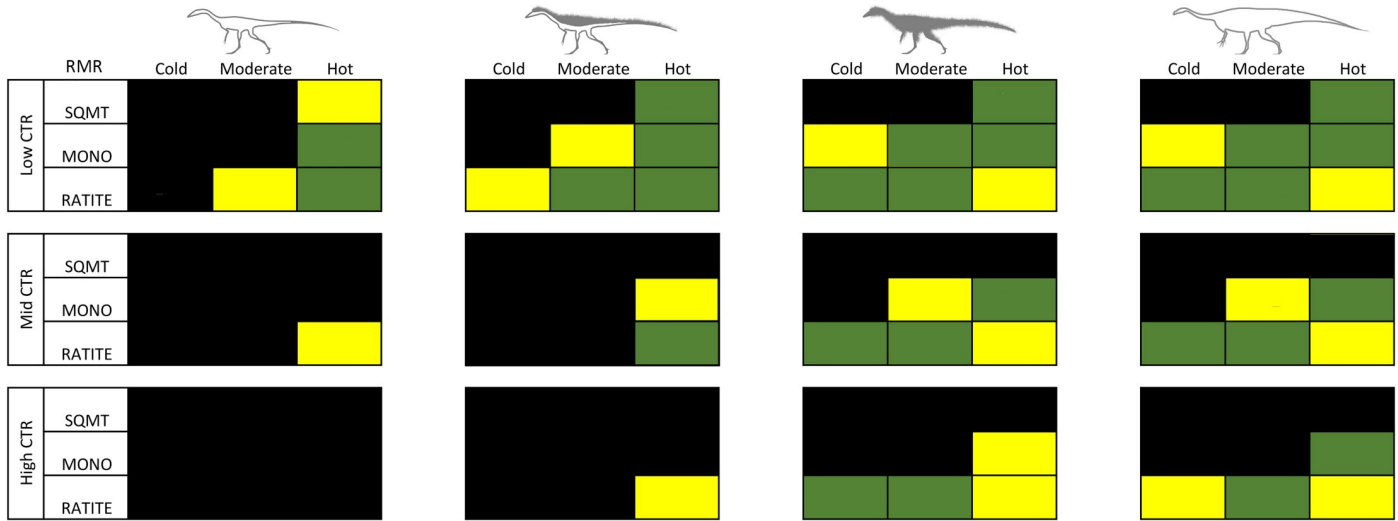 RMR Cold Moderate Hot Cold Moderate Hot Cold Moderate Hot Cold Moderate Hot
Low CTR
SQMT
MONO
RATITE
Mid CTR
SQMT
MONO
RATITE
High CTR
SQMT
MONO
RATITE